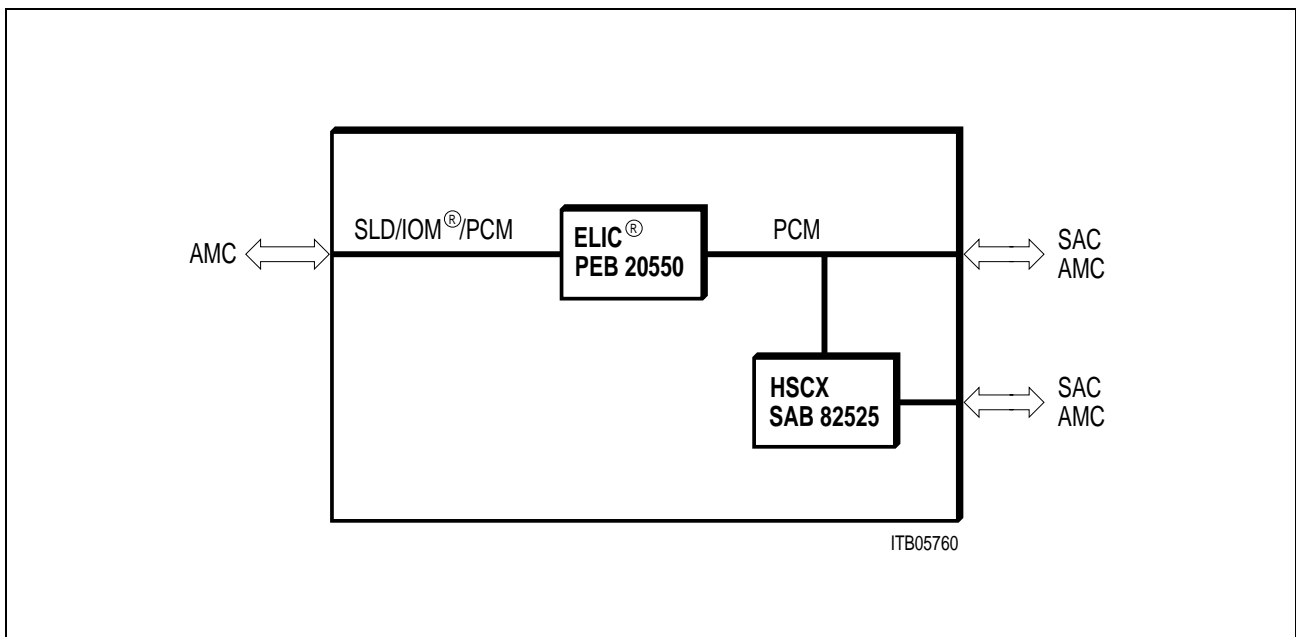 SLD/IOM®/PCM
PCM
AMC
ELIC®
PEB 20550
SAC
AMC
HSCX
SAB 82525
SAC
AMC
ITB05760